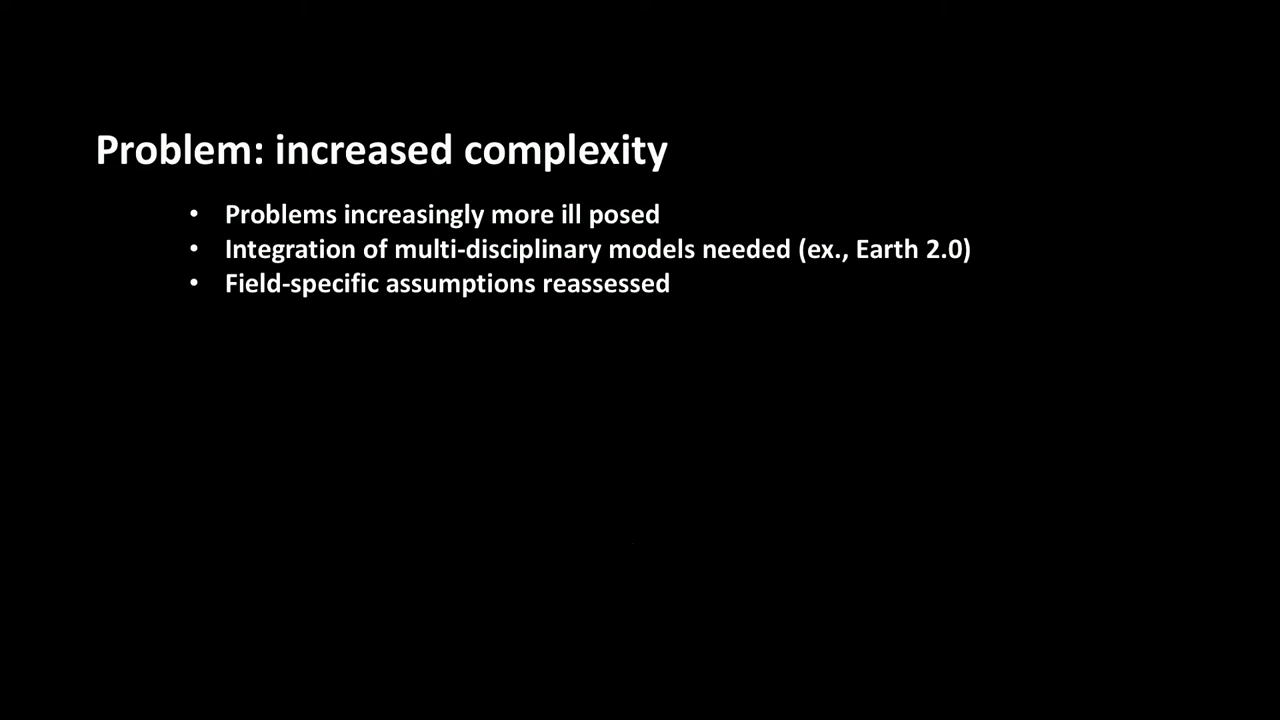 Problem: increased complexity
• Problems increasingly more ill posed
• Integration of multi-disciplinary models needed (ex., Earth 2.0)
• Field-specific assumptions reassessed